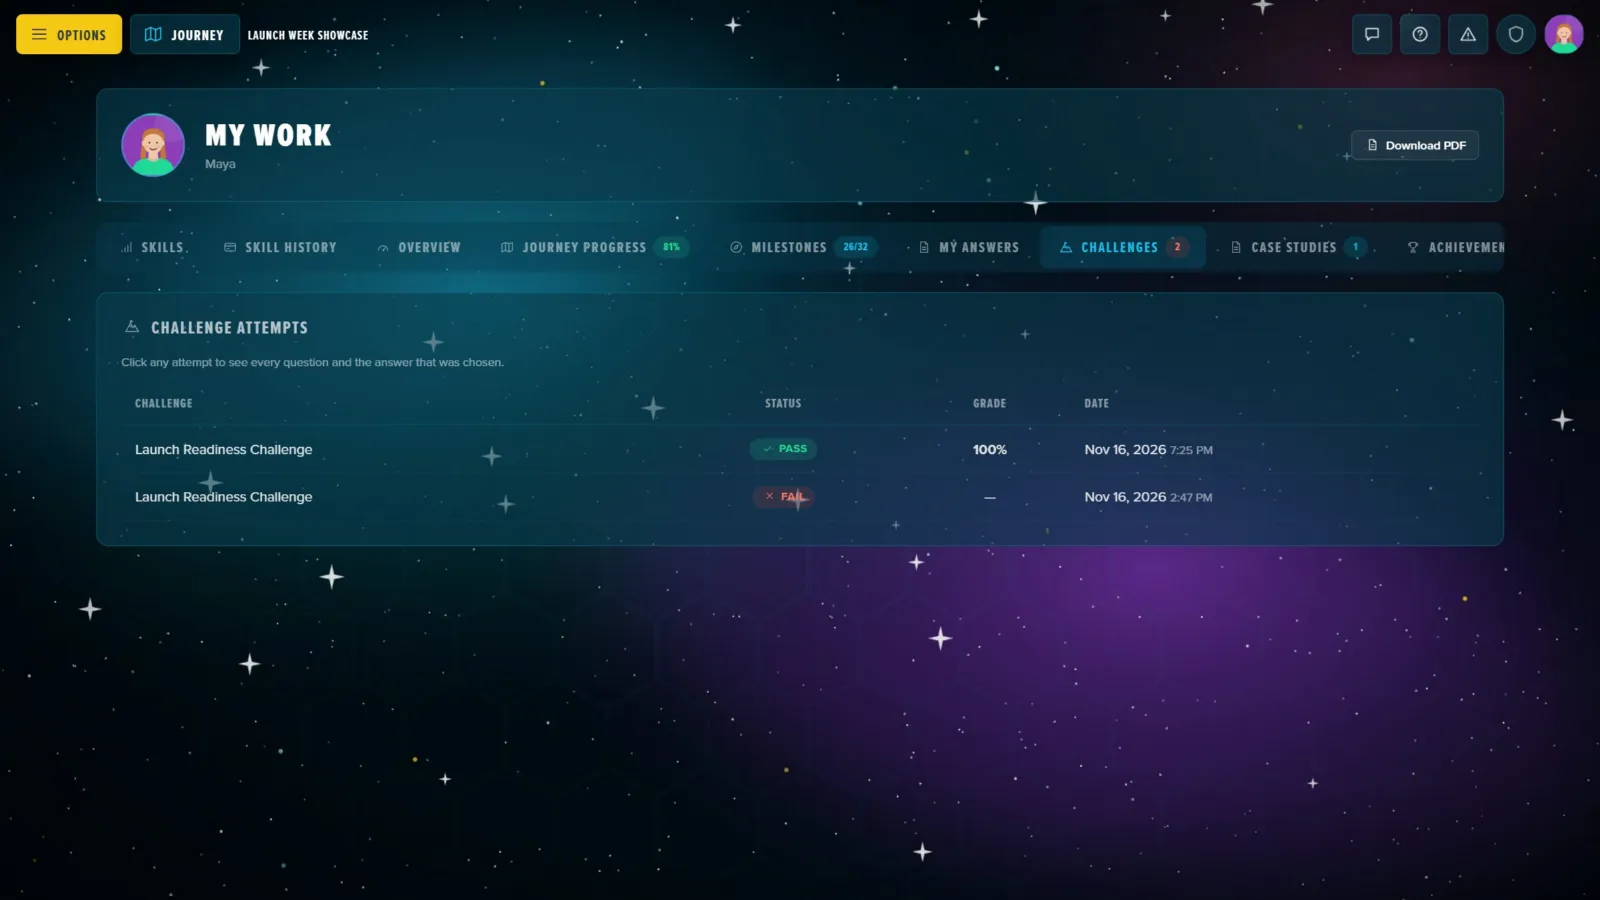 OPTIONS
JOURNEY
LAUNCH WEEK SHOWCASE
MY WORK
Maya
Download PDF
SKILLS
SKILL HISTORY
OVERVIEW
JOURNEY PROGRESS 81%
MILESTONES 26/32
MY ANSWERS
CHALLENGES 2
CASE STUDIES 1
ACHIEVEMEN
CHALLENGE ATTEMPTS
Click any attempt to see every question and the answer that was chosen.
CHALLENGE STATUS GRADE DATE
Launch Readiness Challenge PASS 100% Nov 16, 2026 7:25 PM
Launch Readiness Challenge FAIL — Nov 16, 2026 2:47 PM